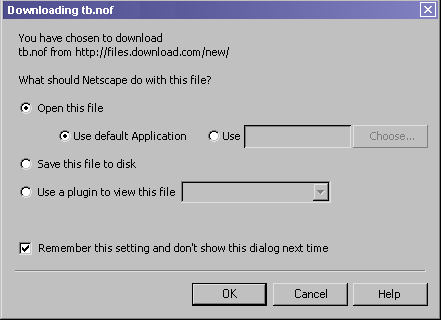 Downloading tb.nof
You have chosen to download
tb.nof from http://files.download.com/new/
What should Netscape do with this file?
Open this file
Use default Application Use Choose...
Save this file to disk
Use a plugin to view this file
Remember this setting and don't show this dialog next time
OK Cancel Help